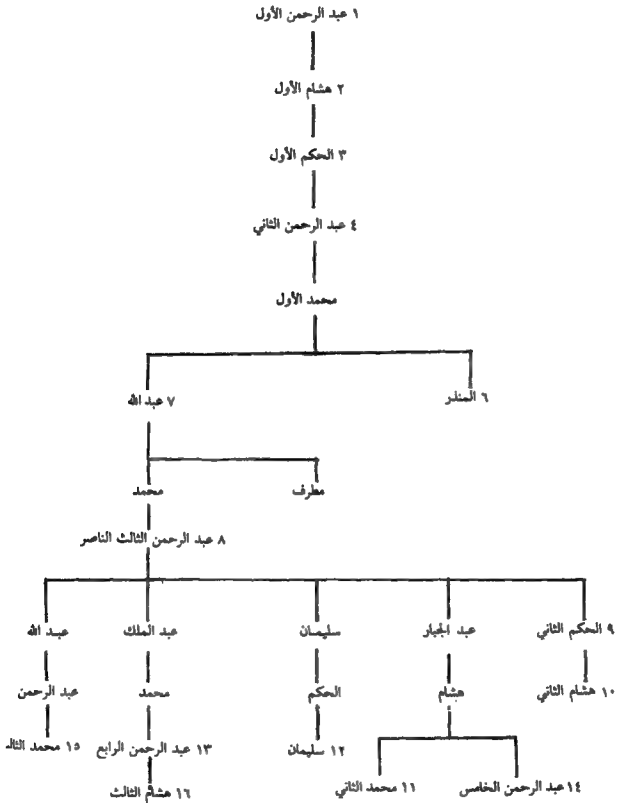 ١ عبد الرحمن الأول
٢ هشام الأول
٣ الحكم الأول
٤ عبد الرحمن الثاني
محمد الأول
٦ المنذر
٧ عبد الله
مطرف
محمد
٨ عبد الرحمن الثالث الناصر
٩ الحكم الثاني
عبد الجبار
سليمان
عبد الملك
عبد الله
١٠ هشام الثاني
هشام
الحكم
محمد
عبد الرحمن
١٢ سليمان
١٣ عبد الرحمن الرابع
١٥ محمد الثالـ
١٤ عبد الرحمن الخامس
١١ محمد الثاني
١٦ هشام الثالث